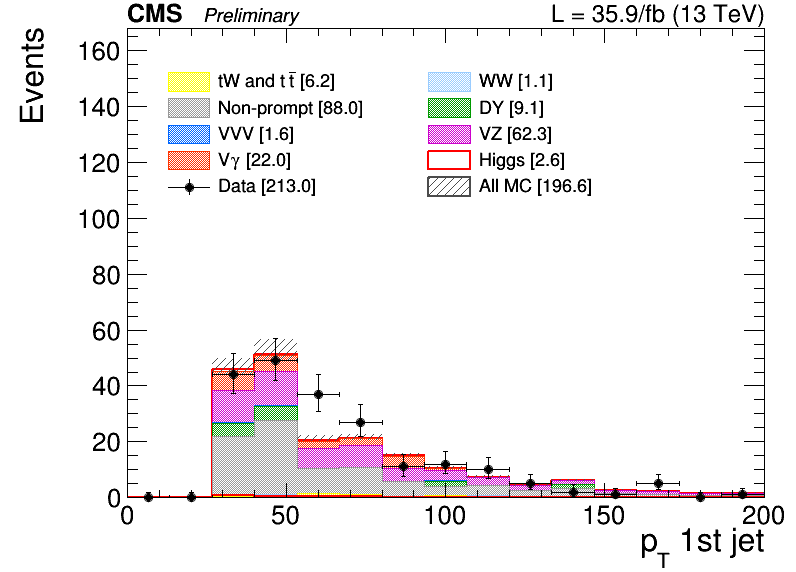 CMS Preliminary L = 35.9/fb (13 TeV)
Events
160
140
120
100
80
60
40
20
0
tW and t t̅ [6.2]
Non-prompt [88.0]
VVV [1.6]
Vγ [22.0]
Data [213.0]
WW [1.1]
DY [9.1]
VZ [62.3]
Higgs [2.6]
All MC [196.6]
0 50 100 150 200
p_T 1st jet